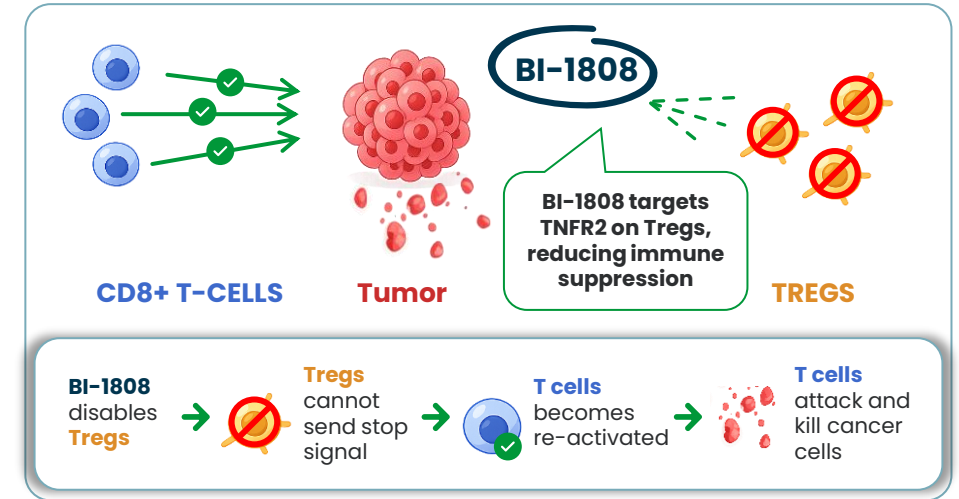 BI-1808
BI-1808 targets
TNFR2 on Tregs,
reducing immune
suppression
CD8+ T-CELLS
Tumor
TREGS
BI-1808
disables
Tregs
Tregs
cannot
send stop
signal
T cells
becomes
re-activated
T cells
attack and
kill cancer
cells